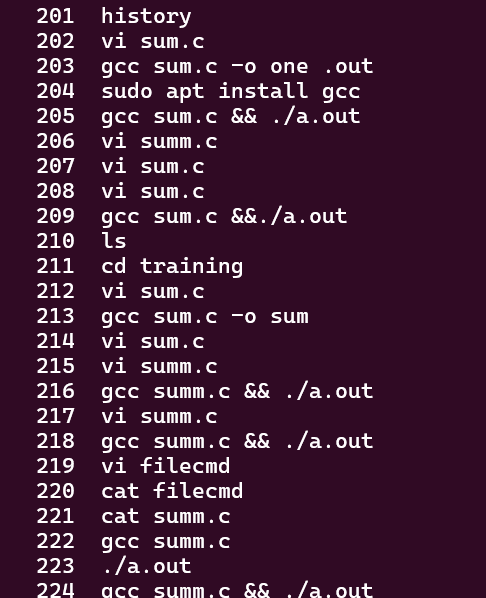 201 history
202 vi sum.c
203 gcc sum.c -o one .out
204 sudo apt install gcc
205 gcc sum.c && ./a.out
206 vi summ.c
207 vi sum.c
208 vi sum.c
209 gcc sum.c &&./a.out
210 ls
211 cd training
212 vi sum.c
213 gcc sum.c -o sum
214 vi sum.c
215 vi summ.c
216 gcc summ.c && ./a.out
217 vi summ.c
218 gcc summ.c && ./a.out
219 vi filecmd
220 cat filecmd
221 cat summ.c
222 gcc summ.c
223 ./a.out
224 gcc summ.c && ./a.out